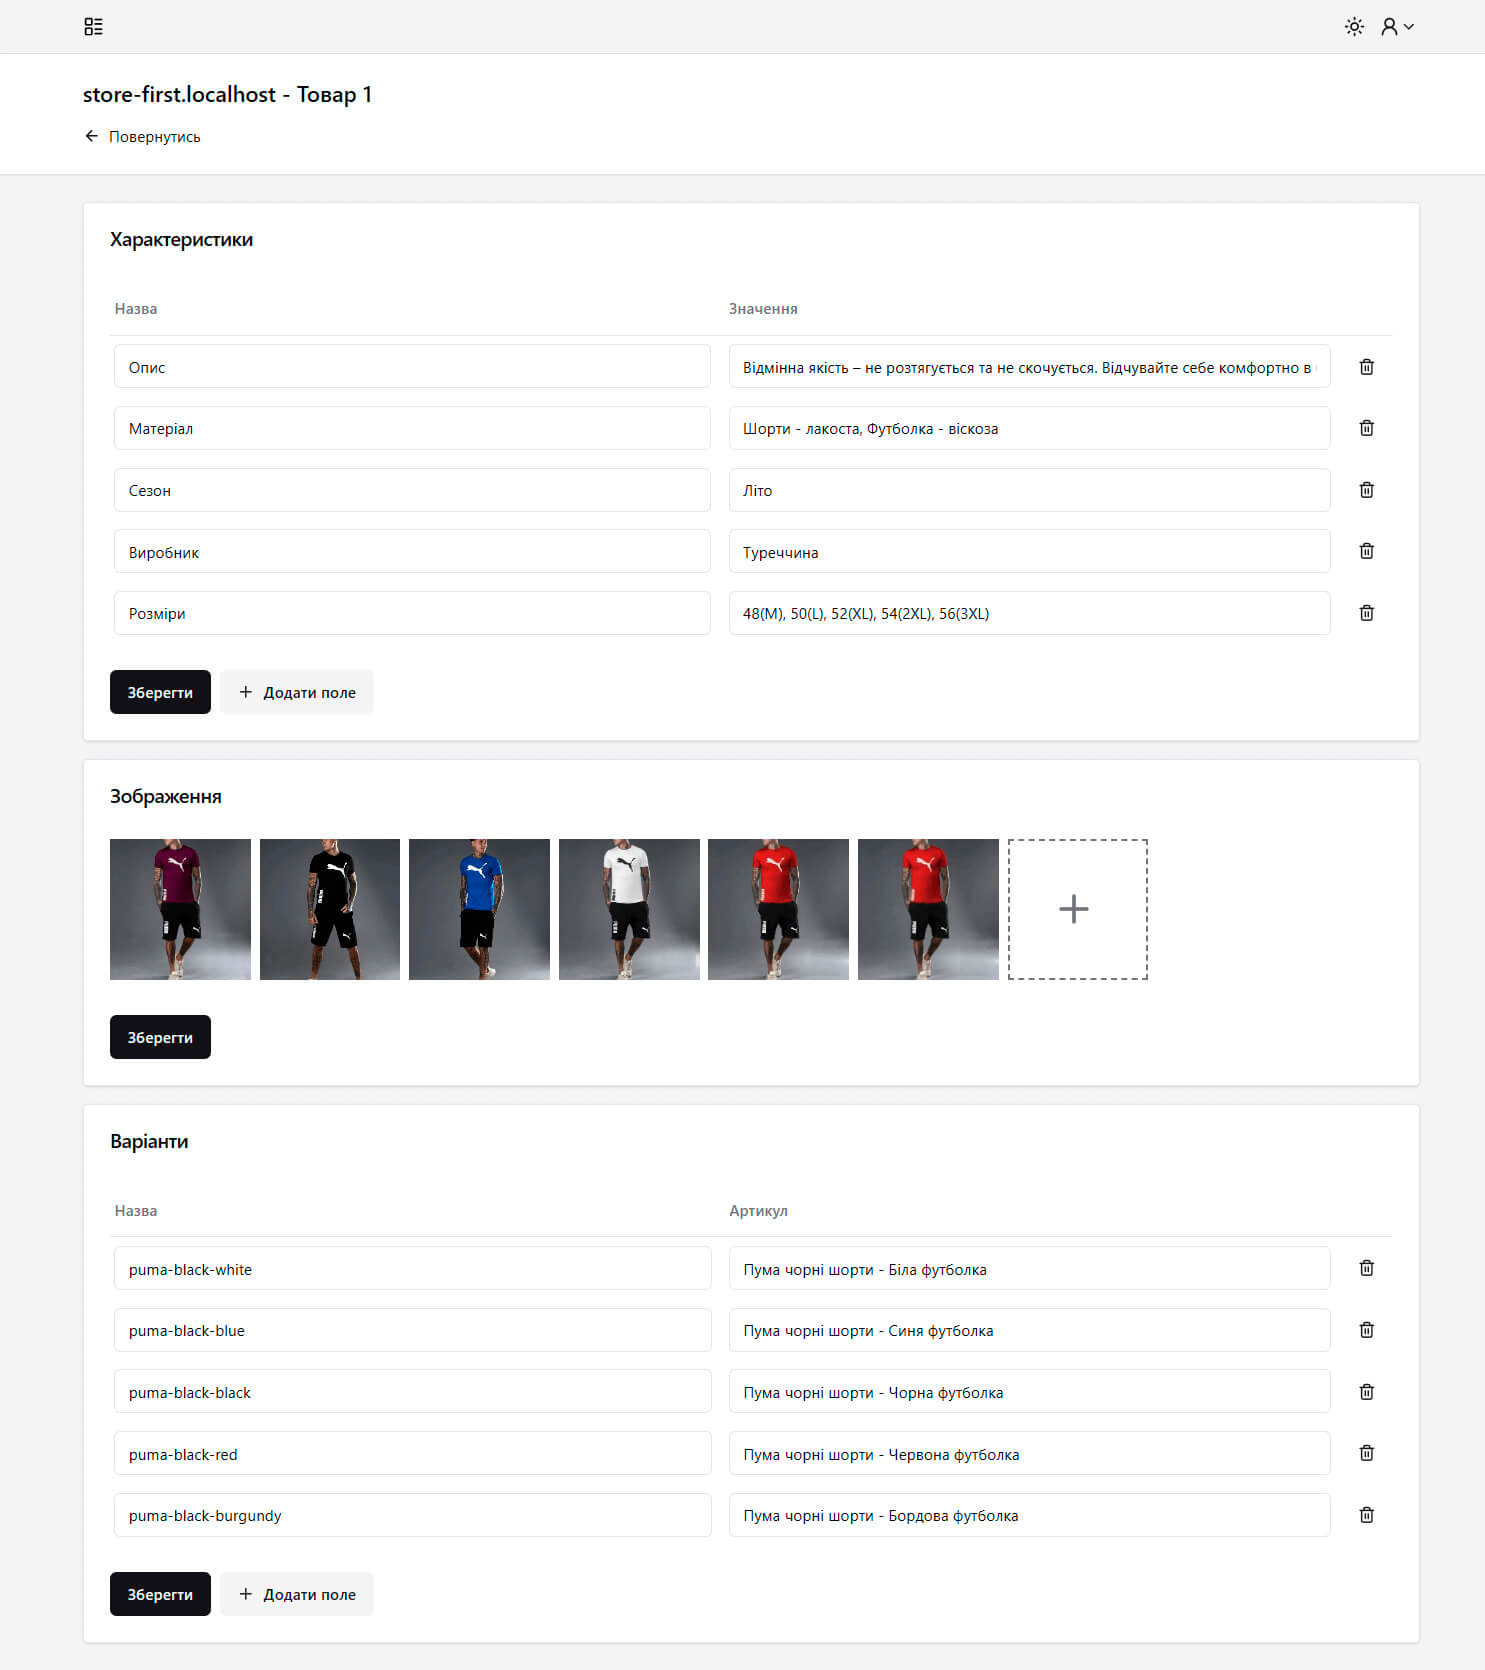 store-first.localhost - Товар 1
Повернутись
Характеристики
Назва Значення
Опис Відмінна якість – не розтягується та не скочується. Відчувайте себе комфортно в
Матеріал Шорти - лакоста, Футболка - віскоза
Сезон Літо
Виробник Туреччина
Розміри 48(M), 50(L), 52(XL), 54(2XL), 56(3XL)
Зберегти Додати поле
Зображення
Зберегти
Варіанти
Назва Артикул
puma-black-white Пума чорні шорти - Біла футболка
puma-black-blue Пума чорні шорти - Синя футболка
puma-black-black Пума чорні шорти - Чорна футболка
puma-black-red Пума чорні шорти - Червона футболка
puma-black-burgundy Пума чорні шорти - Бордова футболка
Зберегти Додати поле